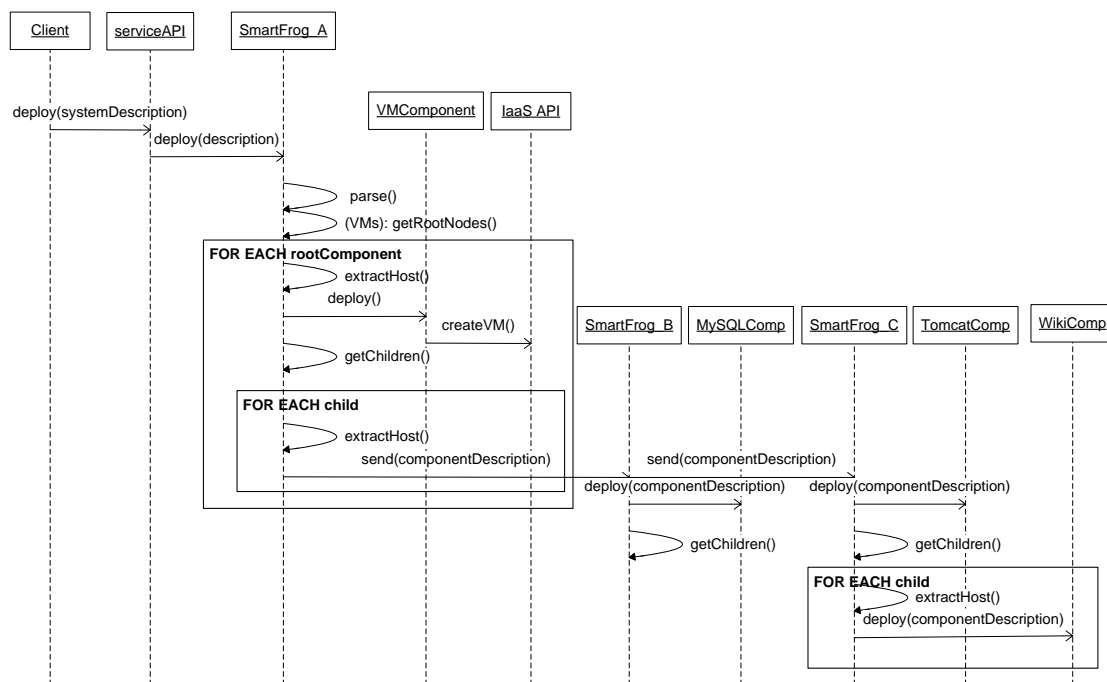 Client
serviceAPI
SmartFrog_A
VMComponent
IaaS API
deploy(systemDescription)
deploy(description)
parse()
(VMs): getRootNodes()
FOR EACH rootComponent
extractHost()
deploy()
createVM()
getChildren()
SmartFrog_B
MySQLComp
SmartFrog_C
TomcatComp
WikiComp
FOR EACH child
extractHost()
send(componentDescription)
send(componentDescription)
deploy(componentDescription)
deploy(componentDescription)
getChildren()
getChildren()
FOR EACH child
extractHost()
deploy(componentDescription)